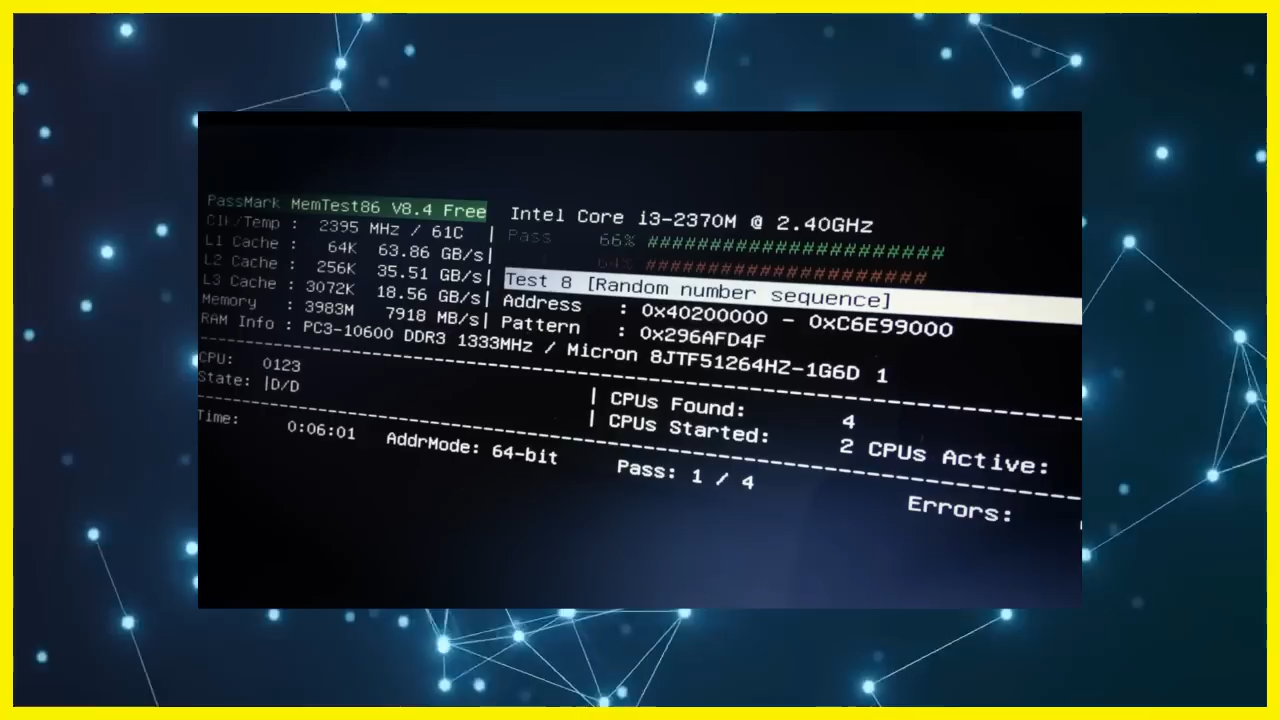 PassMark MemTest86 V8.4 Free Intel Core i3-2370M @ 2.40GHz
Clk/Temp : 2395 MHz / 61C | Pass 66% #######################
L1 Cache : 64K 63.86 GB/s| 64% ######################
L2 Cache : 256K 35.51 GB/s| Test 8 [Random number sequence]
L3 Cache : 3072K 18.56 GB/s| Address : 0x40200000 - 0xC6E99000
Memory : 3983M 7918 MB/s| Pattern : 0x296AFD4F
RAM Info : PC3-10600 DDR3 1333MHz / Micron 8JTF51264HZ-1G6D 1
CPU: 0123 | CPUs Found: 4
State: |D/D | CPUs Started: 2 CPUs Active:
Time: 0:06:01 AddrMode: 64-bit Pass: 1 / 4 Errors: